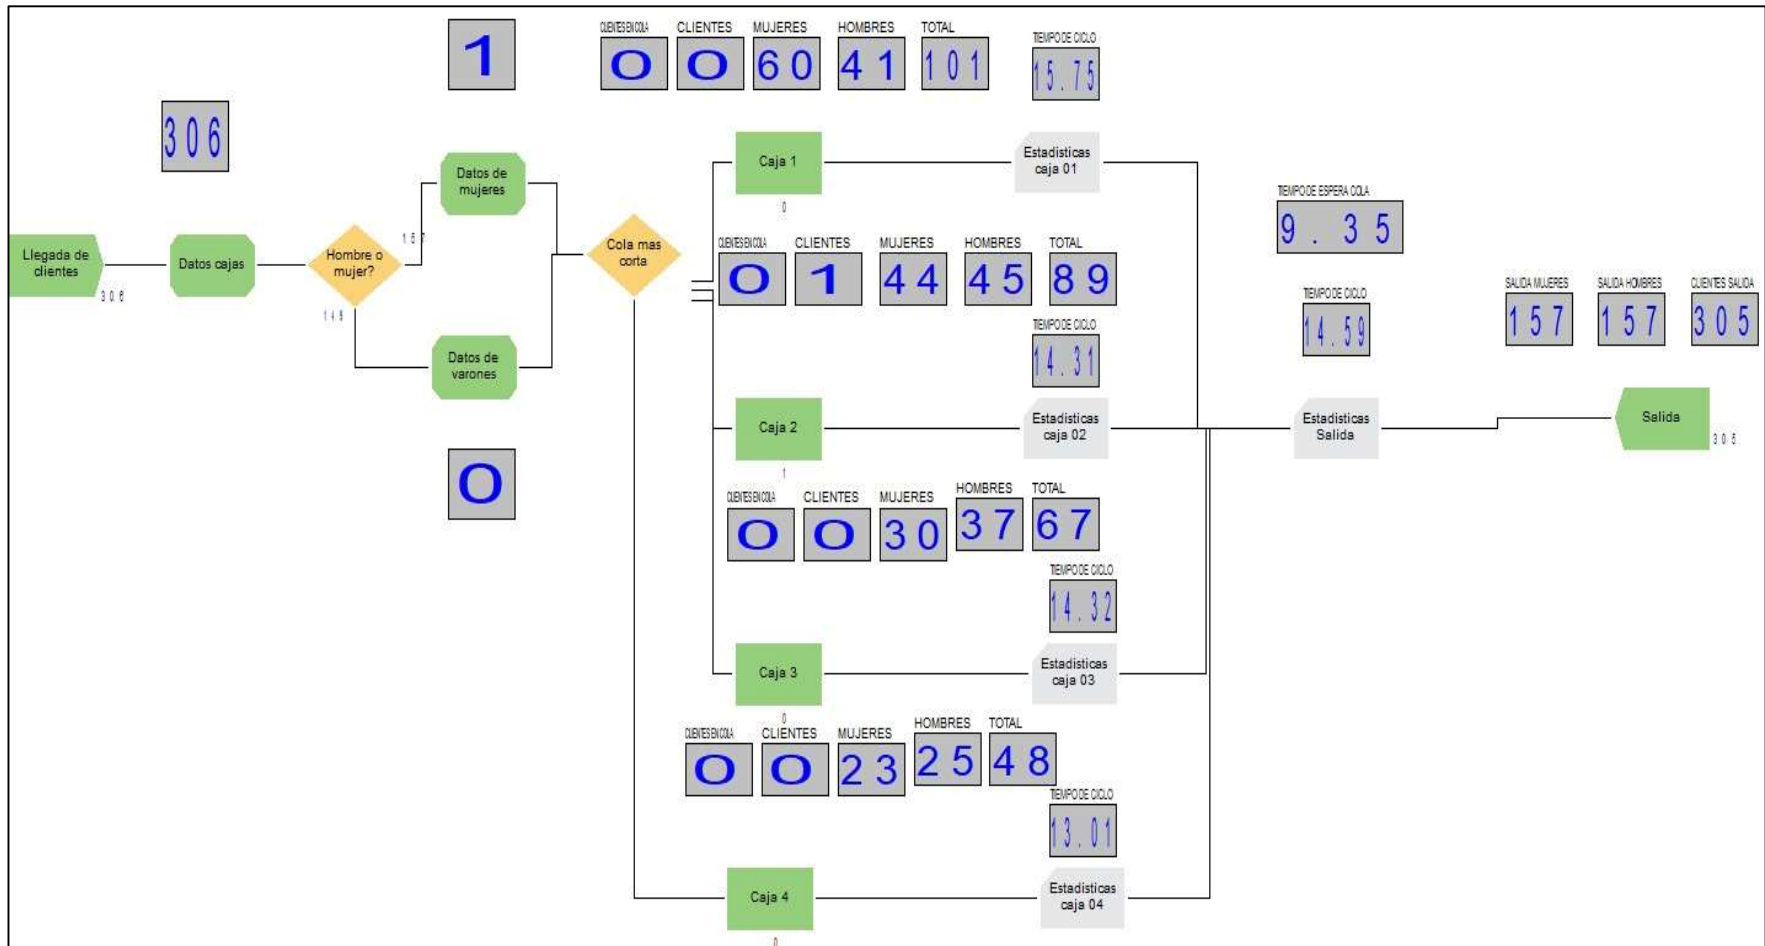 1
CLIENTES EN COLA CLIENTES MUJERES HOMBRES TOTAL
0 0 60 41 101
TIEMPO DE CICLO
15.75
306
Datos de
mujeres
Caja 1
0
Estadisticas
caja 01
Llegada de
clientes
306
Datos cajas
Hombre o
mujer?
157
Cola mas
corta
CLIENTES EN COLA CLIENTES MUJERES HOMBRES TOTAL
0 1 44 45 89
TIEMPO DE CICLO
14.31
TIEMPO DE ESPERA COLA
9.35
TIEMPO DE CICLO
14.59
SALIDA MUJERES SALIDA HOMBRES CLIENTES SALIDA
157 157 305
Datos de
varones
0
Caja 2
1
Estadisticas
caja 02
Estadisticas
Salida
Salida
305
CLIENTES EN COLA CLIENTES MUJERES HOMBRES TOTAL
0 0 30 37 67
TIEMPO DE CICLO
14.32
Caja 3
0
Estadisticas
caja 03
CLIENTES EN COLA CLIENTES MUJERES HOMBRES TOTAL
0 0 23 25 48
TIEMPO DE CICLO
13.01
Caja 4
0
Estadisticas
caja 04